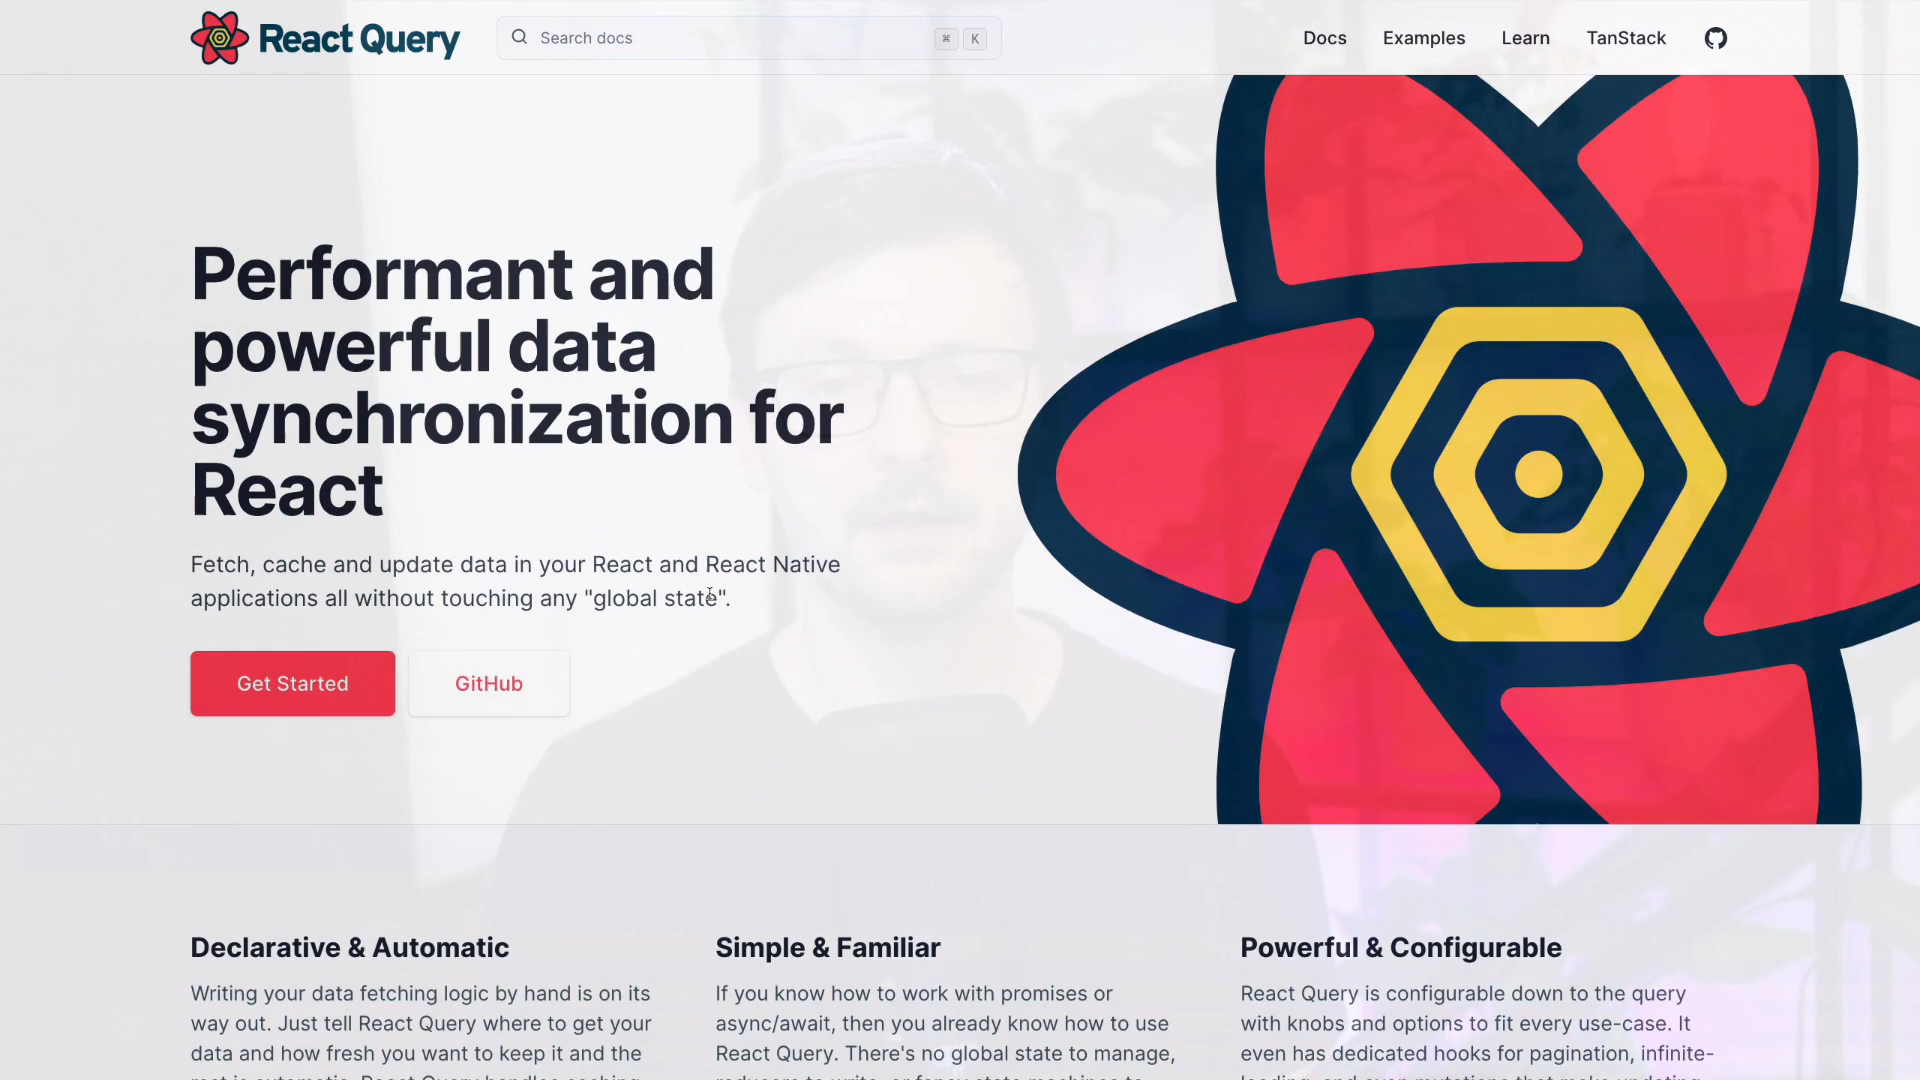 React Query
Search docs
⌘ K
Docs
Examples
Learn
TanStack
Performant and
powerful data
synchronization for
React
Fetch, cache and update data in your React and React Native
applications all without touching any "global state".
Get Started
GitHub
Declarative & Automatic
Writing your data fetching logic by hand is on its
way out. Just tell React Query where to get your
data and how fresh you want to keep it and the
Simple & Familiar
If you know how to work with promises or
async/await, then you already know how to use
React Query. There's no global state to manage,
Powerful & Configurable
React Query is configurable down to the query
with knobs and options to fit every use-case. It
even has dedicated hooks for pagination, infinite-